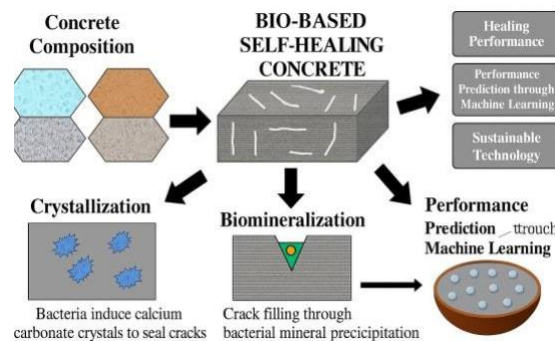 Concrete
Composition
BIO-BASED
SELF-HEALING
CONCRETE
Healing
Performance
Performance
Prediction through
Machine Learning
Sustainable
Technology
Crystallization
Bacteria induce calcium
carbonate crystals to seal cracks
Biomineralization
Crack filling through
bacterial mineral precicipitation
Performance
Prediction ttrouch
Machine Learning